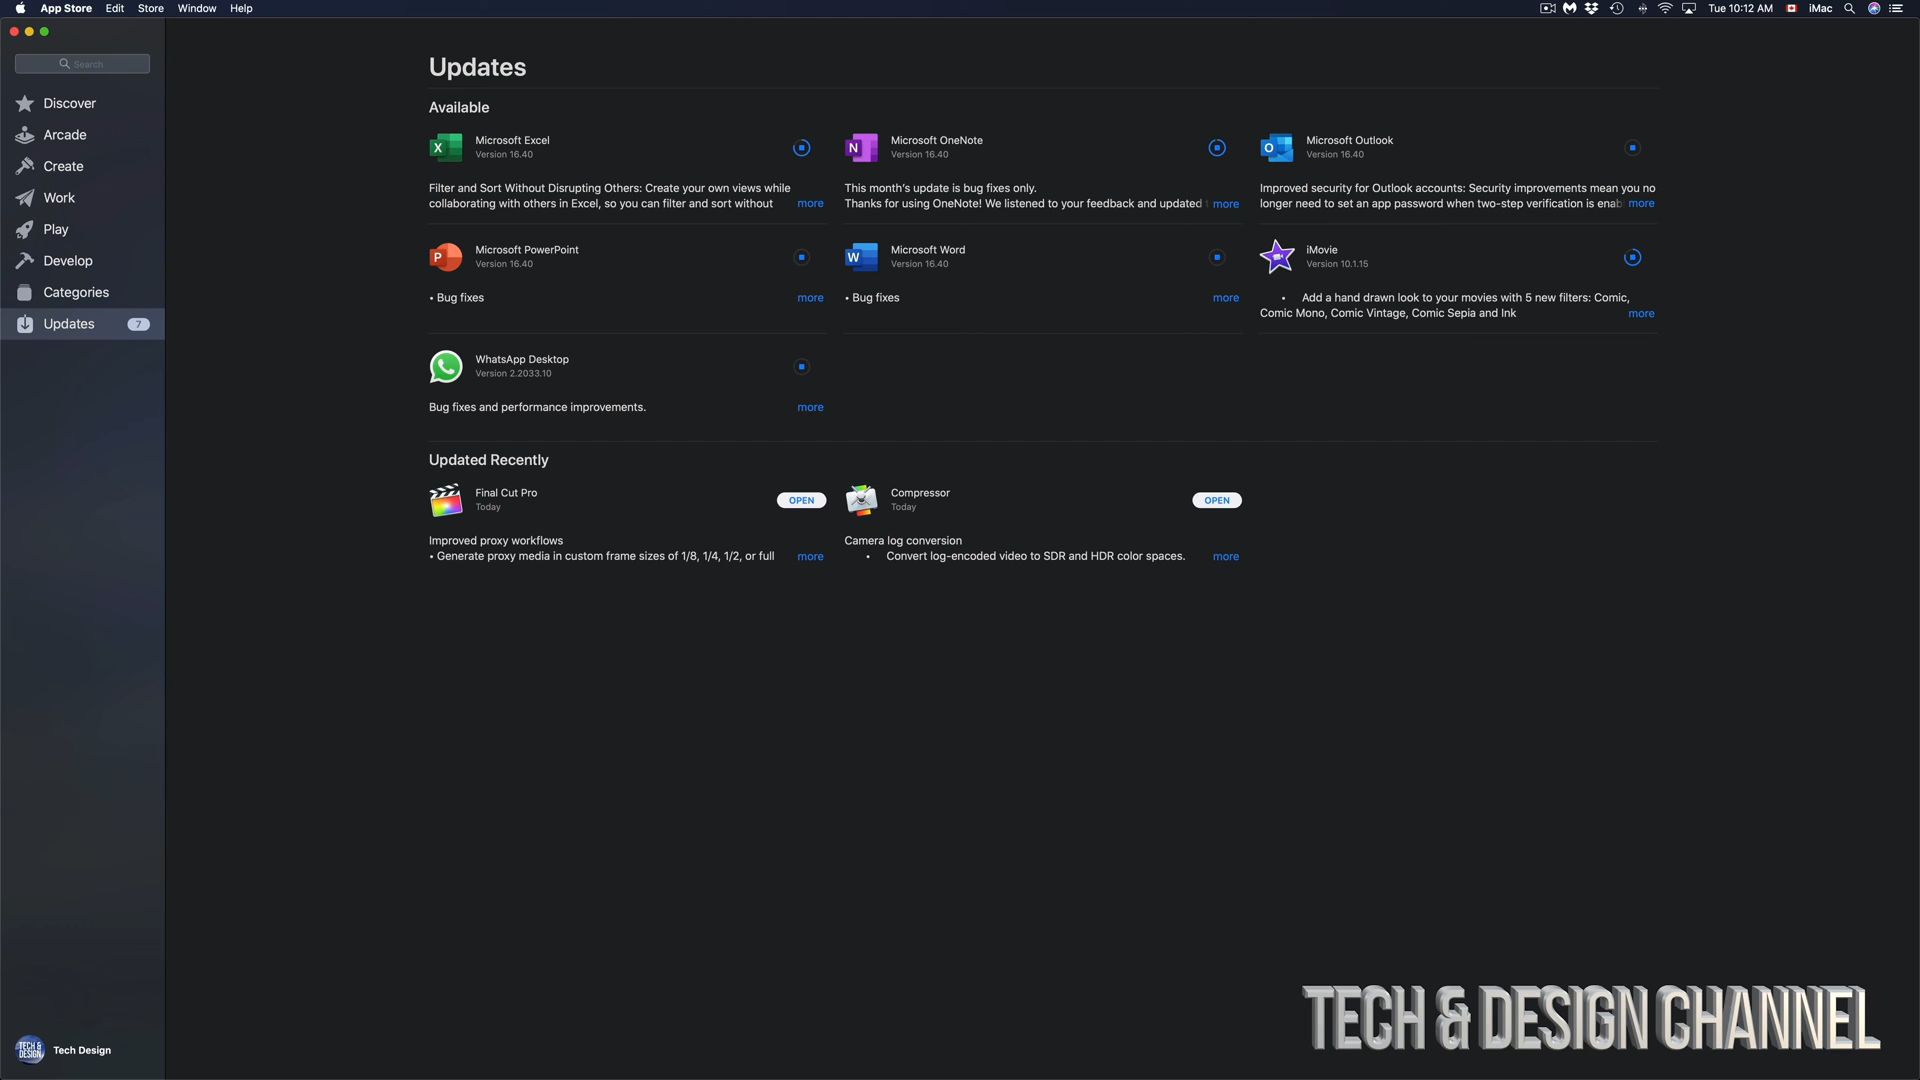 App Store Edit Store Window Help
Tue 10:12 AM iMac
Search
Discover
Arcade
Create
Work
Play
Develop
Categories
Updates 7
Tech Design
TECH &
DESIGN
Updates
Available
Microsoft Excel
Version 16.40
Filter and Sort Without Disrupting Others: Create your own views while
collaborating with others in Excel, so you can filter and sort without more
Microsoft OneNote
Version 16.40
This month's update is bug fixes only.
Thanks for using OneNote! We listened to your feedback and updated more
Microsoft Outlook
Version 16.40
Improved security for Outlook accounts: Security improvements mean you no
longer need to set an app password when two-step verification is enab more
Microsoft PowerPoint
Version 16.40
• Bug fixes more
Microsoft Word
Version 16.40
• Bug fixes more
iMovie
Version 10.1.15
• Add a hand drawn look to your movies with 5 new filters: Comic,
Comic Mono, Comic Vintage, Comic Sepia and Ink more
WhatsApp Desktop
Version 2.2033.10
Bug fixes and performance improvements. more
Updated Recently
Final Cut Pro
Today
OPEN
Improved proxy workflows
• Generate proxy media in custom frame sizes of 1/8, 1/4, 1/2, or full more
Compressor
Today
OPEN
Camera log conversion
• Convert log-encoded video to SDR and HDR color spaces. more
TECH & DESIGN CHANNEL